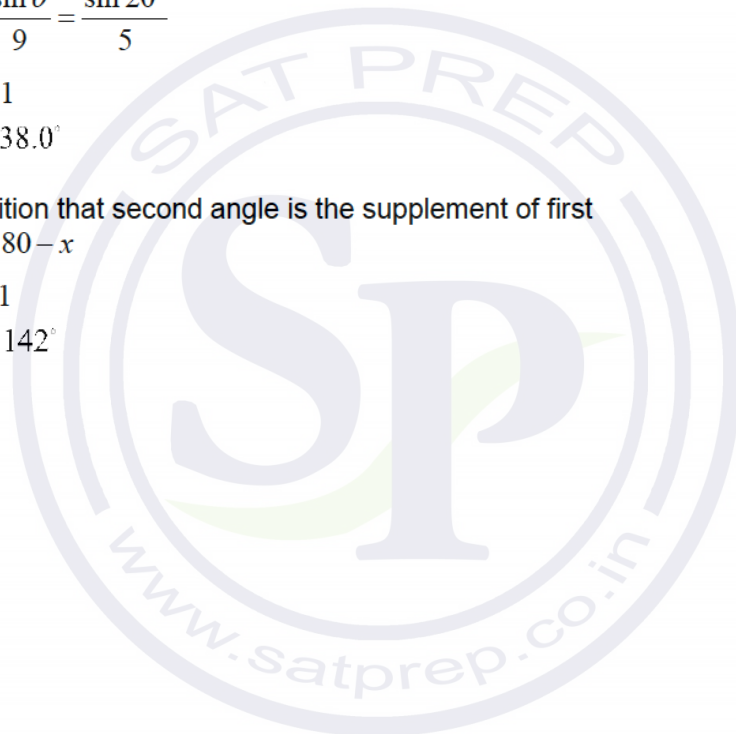 9 5
=
1
38.0°
ition that second angle is the supplement of first
80 – x
1
142°
SAT PREP
SP
www.satprep.co.in